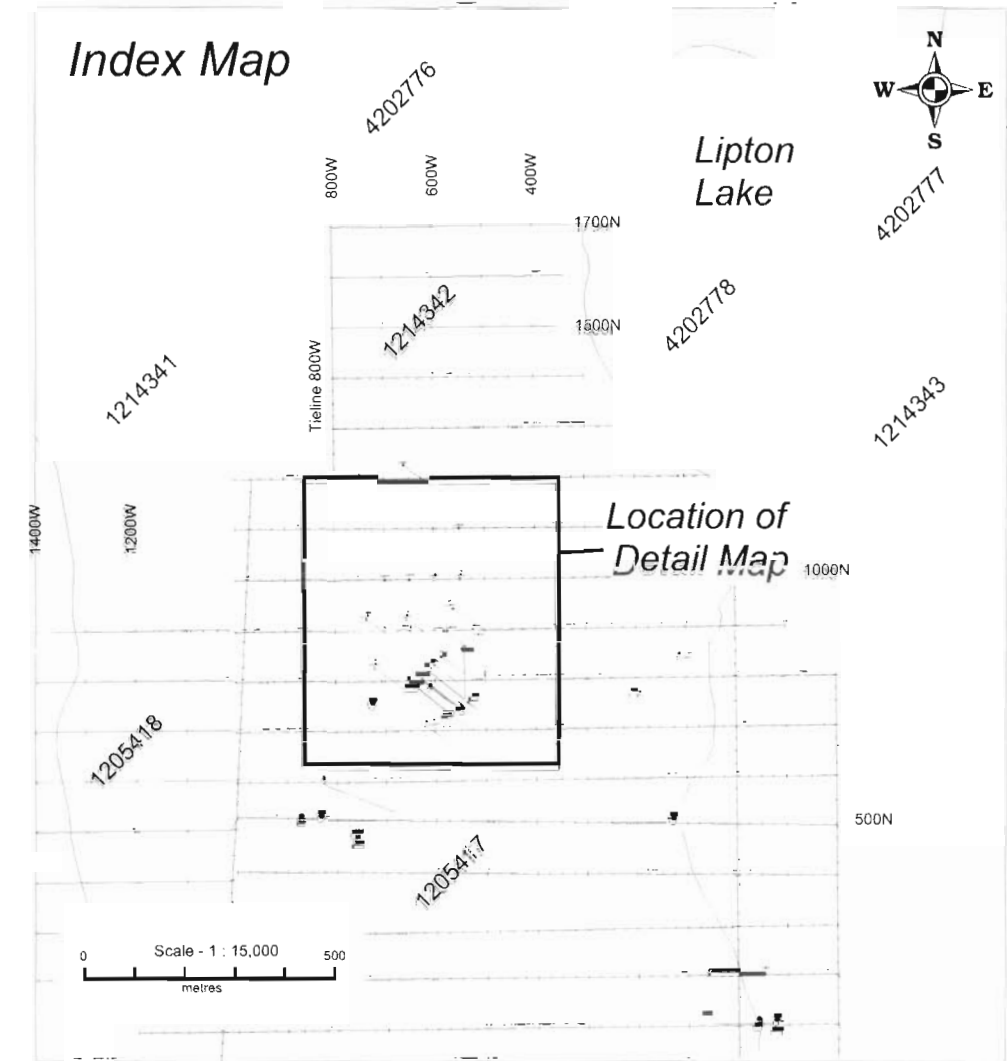 Index Map
N
W E
S
4202776
Lipton
Lake
4202777
800W
600W
400W
1700N
1214342
4202778
1500N
Tieline 800W
1214341
1214343
1400W
1200W
Location of
Detail Map
1000N
1205418
500N
1205417
Scale - 1 : 15,000
0 500
metres